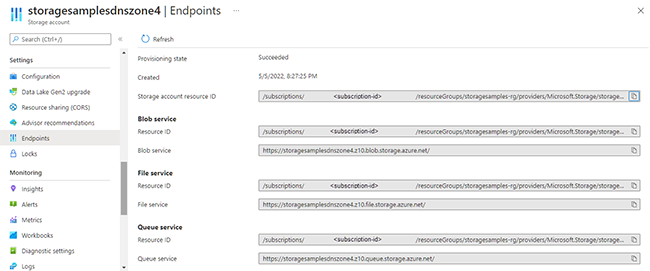 storagesamplesdnszone4 | Endpoints ...
Storage account
Search (Ctrl+/)
«
Refresh
Settings
Configuration
Data Lake Gen2 upgrade
Resource sharing (CORS)
Advisor recommendations
Endpoints
Locks
Monitoring
Insights
Alerts
Metrics
Workbooks
Diagnostic settings
Logs
Provisioning state
Succeeded
Created
5/5/2022, 8:27:25 PM
Storage account resource ID
/subscriptions/ <subscription-id> /resourceGroups/storagesamples-rg/providers/Microsoft.Storage/storage...
Blob service
Resource ID
/subscriptions/ <subscription-id> /resourceGroups/storagesamples-rg/providers/Microsoft.Storage/storage...
Blob service
https://storagesamplesdnszone4.z10.blob.storage.azure.net/
File service
Resource ID
/subscriptions/ <subscription-id> /resourceGroups/storagesamples-rg/providers/Microsoft.Storage/storage...
File service
https://storagesamplesdnszone4.z10.file.storage.azure.net/
Queue service
Resource ID
/subscriptions/ <subscription-id> /resourceGroups/storagesamples-rg/providers/Microsoft.Storage/storage...
Queue service
https://storagesamplesdnszone4.z10.queue.storage.azure.net/